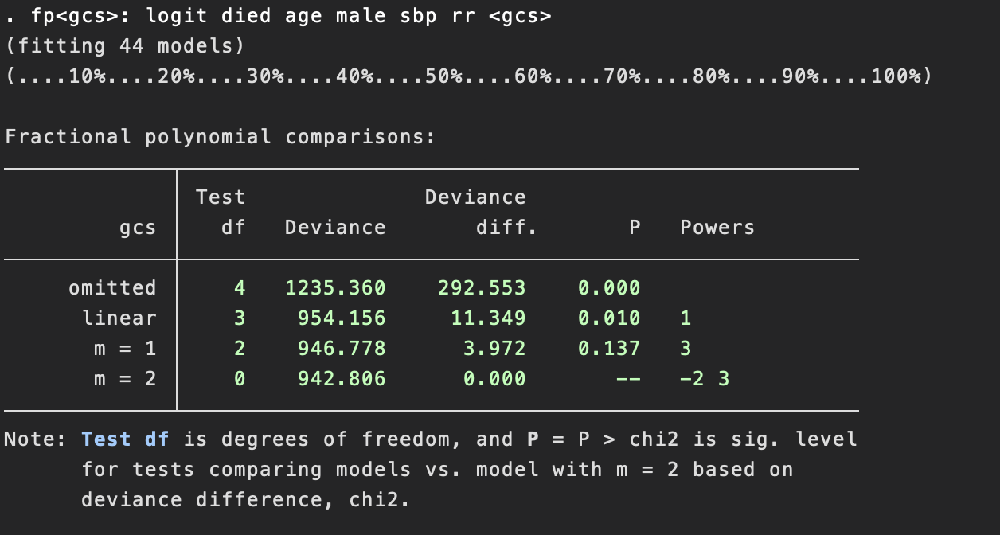 . fp<gcs>: logit died age male sbp rr <gcs>
(fitting 44 models)
(....10%....20%....30%....40%....50%....60%....70%....80%....90%....100%)
Fractional polynomial comparisons:
Test Deviance
gcs df Deviance diff. P Powers
omitted 4 1235.360 292.553 0.000
linear 3 954.156 11.349 0.010 1
m = 1 2 946.778 3.972 0.137 3
m = 2 0 942.806 0.000 -- -2 3
Note: Test df is degrees of freedom, and P = P > chi2 is sig. level
for tests comparing models vs. model with m = 2 based on
deviance difference, chi2.